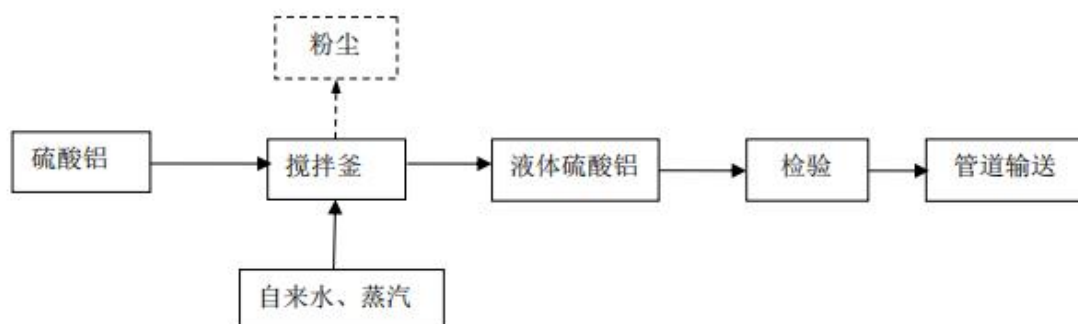 粉尘
硫酸铝
搅拌釜
液体硫酸铝
检验
管道输送
自来水、蒸汽